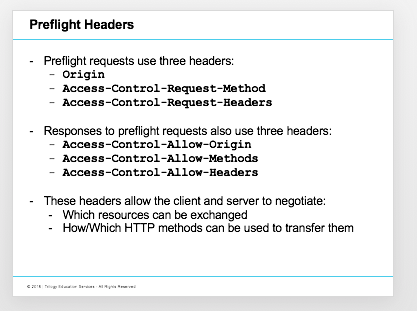 Preflight Headers
- Preflight requests use three headers:
- Origin
- Access-Control-Request-Method
- Access-Control-Request-Headers
- Responses to preflight requests also use three headers:
- Access-Control-Allow-Origin
- Access-Control-Allow-Methods
- Access-Control-Allow-Headers
- These headers allow the client and server to negotiate:
- Which resources can be exchanged
- How/Which HTTP methods can be used to transfer them
Trilogy Education Services - All Rights Reserved